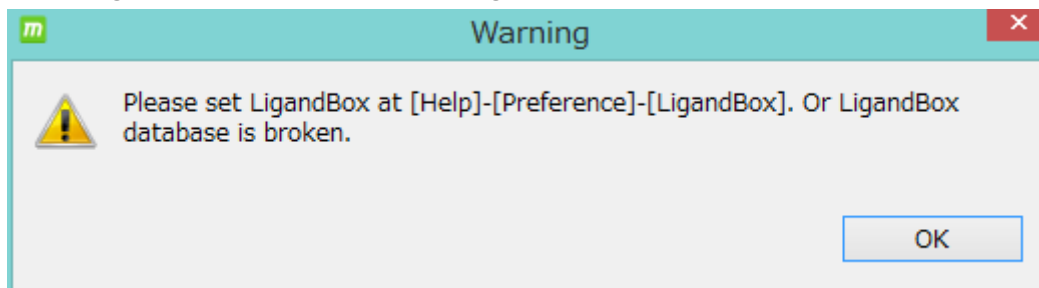 m
Warning
Please set LigandBox at [Help]-[Preference]-[LigandBox]. Or LigandBox
database is broken.
OK